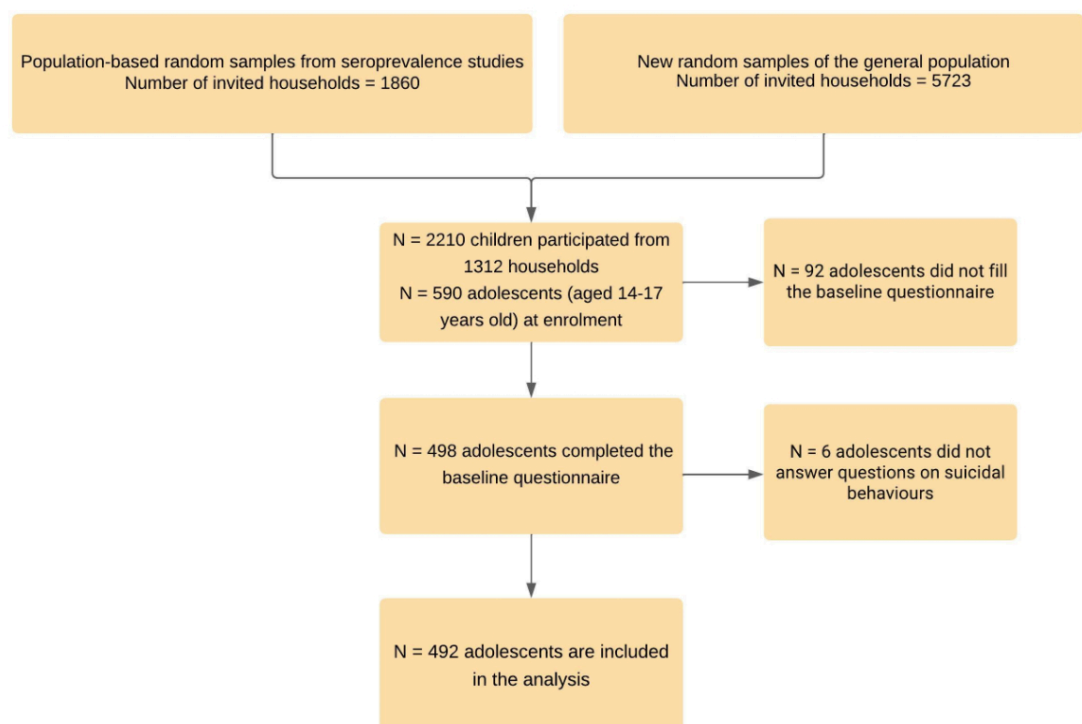 Population-based random samples from seroprevalence studies
Number of invited households = 1860
New random samples of the general population
Number of invited households = 5723
N = 2210 children participated from
1312 households
N = 590 adolescents (aged 14-17
years old) at enrolment
N = 92 adolescents did not fill
the baseline questionnaire
N = 498 adolescents completed the
baseline questionnaire
N = 6 adolescents did not
answer questions on suicidal
behaviours
N = 492 adolescents are included
in the analysis